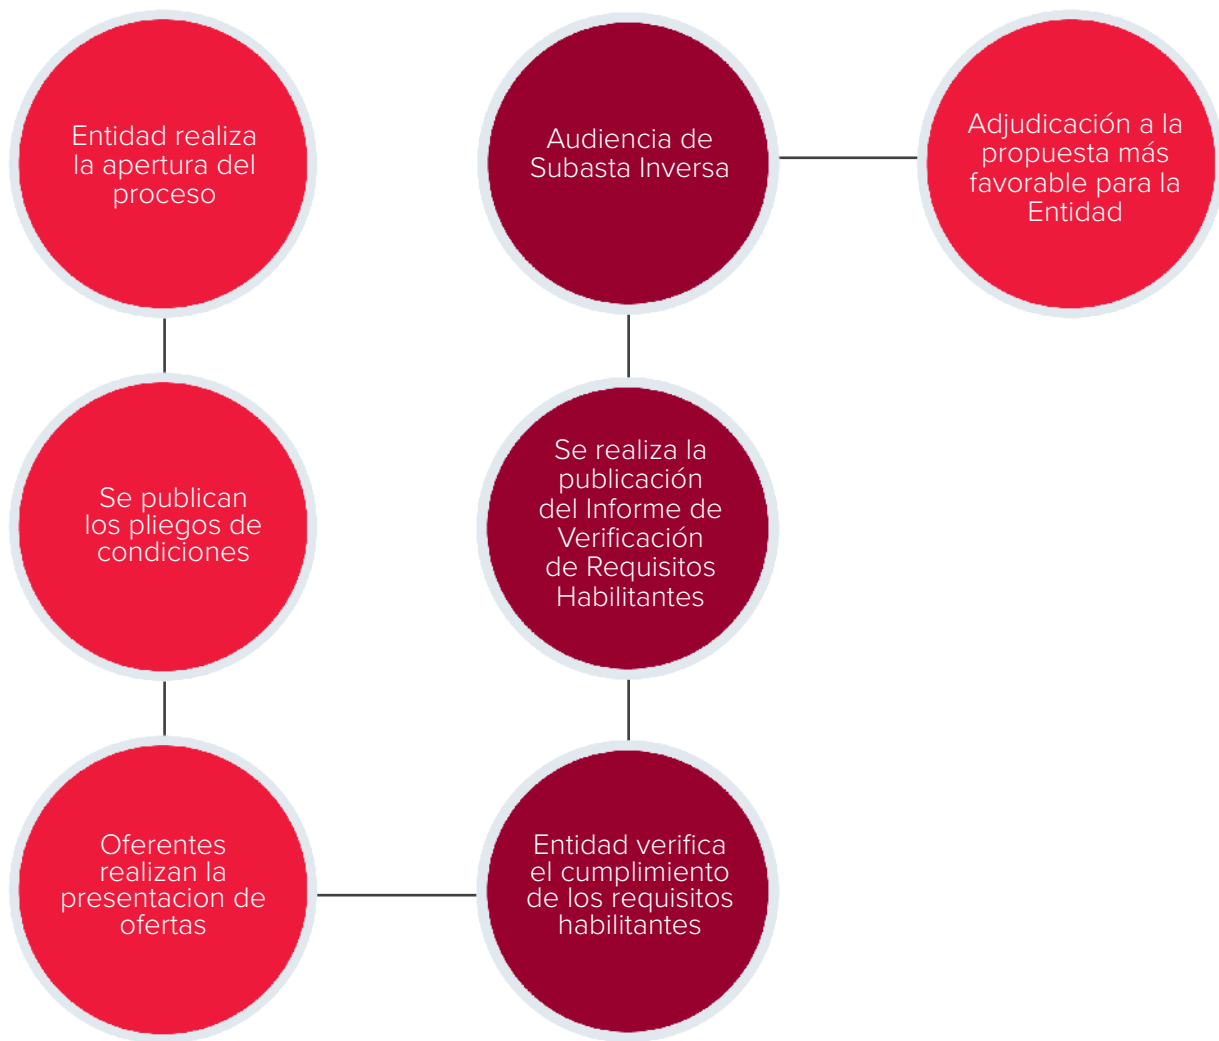 Entidad realiza
la apertura del
proceso
Se publican
los pliegos de
condiciones
Oferentes
realizan la
presentacion de
ofertas
Entidad verifica
el cumplimiento
de los requisitos
habilitantes
Se realiza la
publicación
del Informe de
Verificación
de Requisitos
Habilitantes
Audiencia de
Subasta Inversa
Adjudicación a la
propuesta más
favorable para la
Entidad